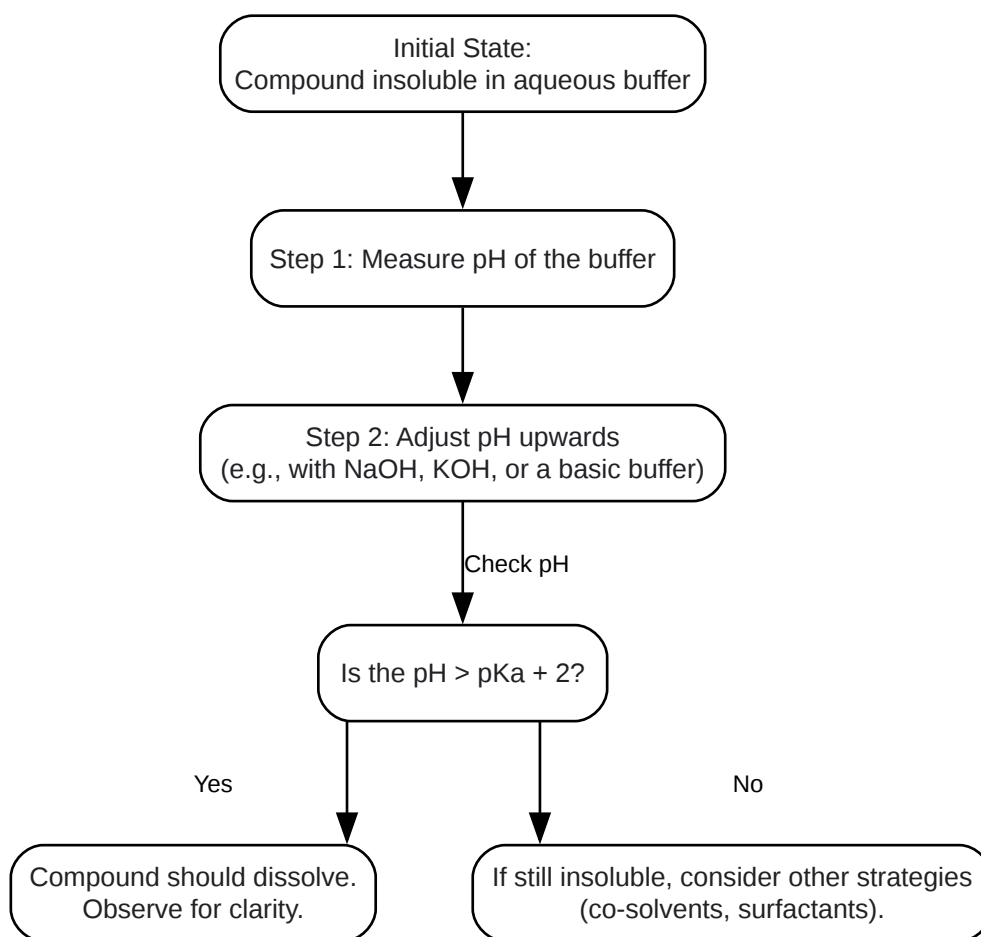 Initial State:
Compound insoluble in aqueous buffer
Step 1: Measure pH of the buffer
Step 2: Adjust pH upwards
(e.g., with NaOH, KOH, or a basic buffer)
Check pH
Is the pH > pKa + 2?
Yes
No
Compound should dissolve.
Observe for clarity.
If still insoluble, consider other strategies
(co-solvents, surfactants).